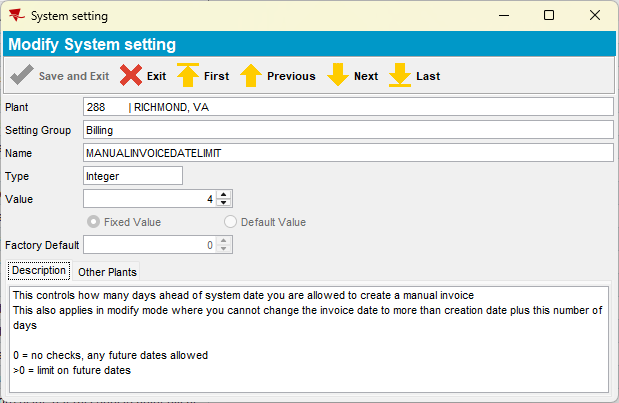 System setting
Modify System setting
Save and Exit Exit First Previous Next Last
Plant 288 | RICHMOND, VA
Setting Group Billing
Name MANUALINVOICEDATELIMIT
Type Integer
Value 4
Fixed Value Default Value
Factory Default 0
Description Other Plants
This controls how many days ahead of system date you are allowed to create a manual invoice
This also applies in modify mode where you cannot change the invoice date to more than creation date plus this number of
days
0 = no checks, any future dates allowed
>0 = limit on future dates